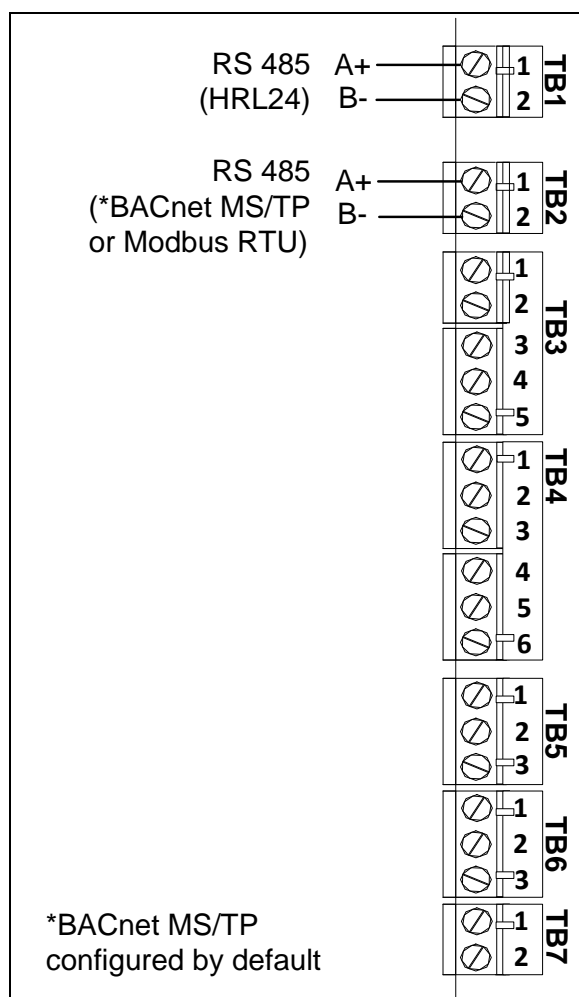 RS 485 A+ 1 TB1
(HRL24) B- 2
RS 485 A+ 1 TB2
(*BACnet MS/TP B- 2
or Modbus RTU)
1 TB3
2
3
4
5
1 TB4
2
3
4
5
6
1 TB5
2
3
1 TB6
2
3
*BACnet MS/TP 1 TB7
configured by default 2